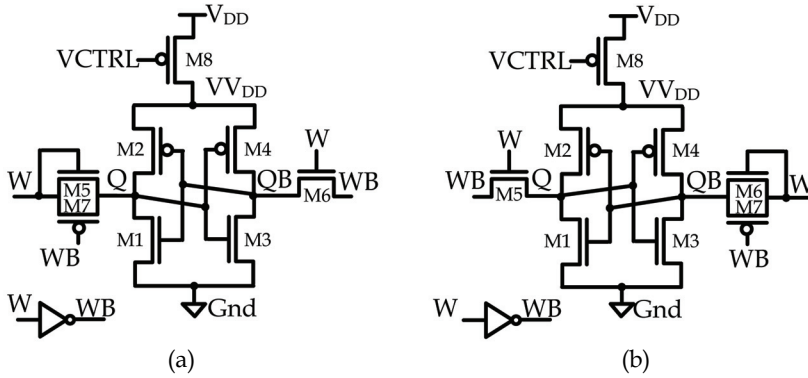 VDD VDD
VCTRL M8 VCTRL M8
VVDD VVDD
M2 M4 W W M2 M4
W M5 M7 Q QB M6 WB WB M5 Q QB M6 M7 W
WB M1 M3 M1 M3 WB
W WB Gnd W WB Gnd
(a) (b)